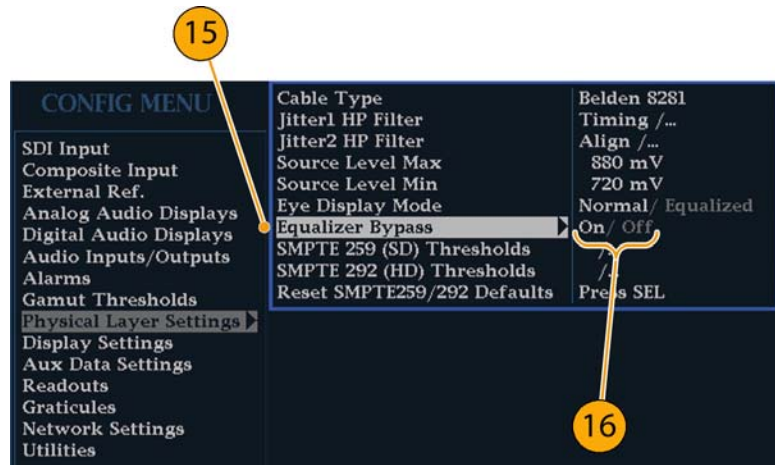 15
CONFIG MENU
SDI Input
Composite Input
External Ref.
Analog Audio Displays
Digital Audio Displays
Audio Inputs/Outputs
Alarms
Gamut Thresholds
Physical Layer Settings
Display Settings
Aux Data Settings
Readouts
Graticules
Network Settings
Utilities
Cable Type Belden 8281
Jitter1 HP Filter Timing /...
Jitter2 HP Filter Align /...
Source Level Max 880 mV
Source Level Min 720 mV
Eye Display Mode Normal/ Equalized
Equalizer Bypass On/ Off
SMPTE 259 (SD) Thresholds /...
SMPTE 292 (HD) Thresholds /...
Reset SMPTE259/292 Defaults Press SEL
16